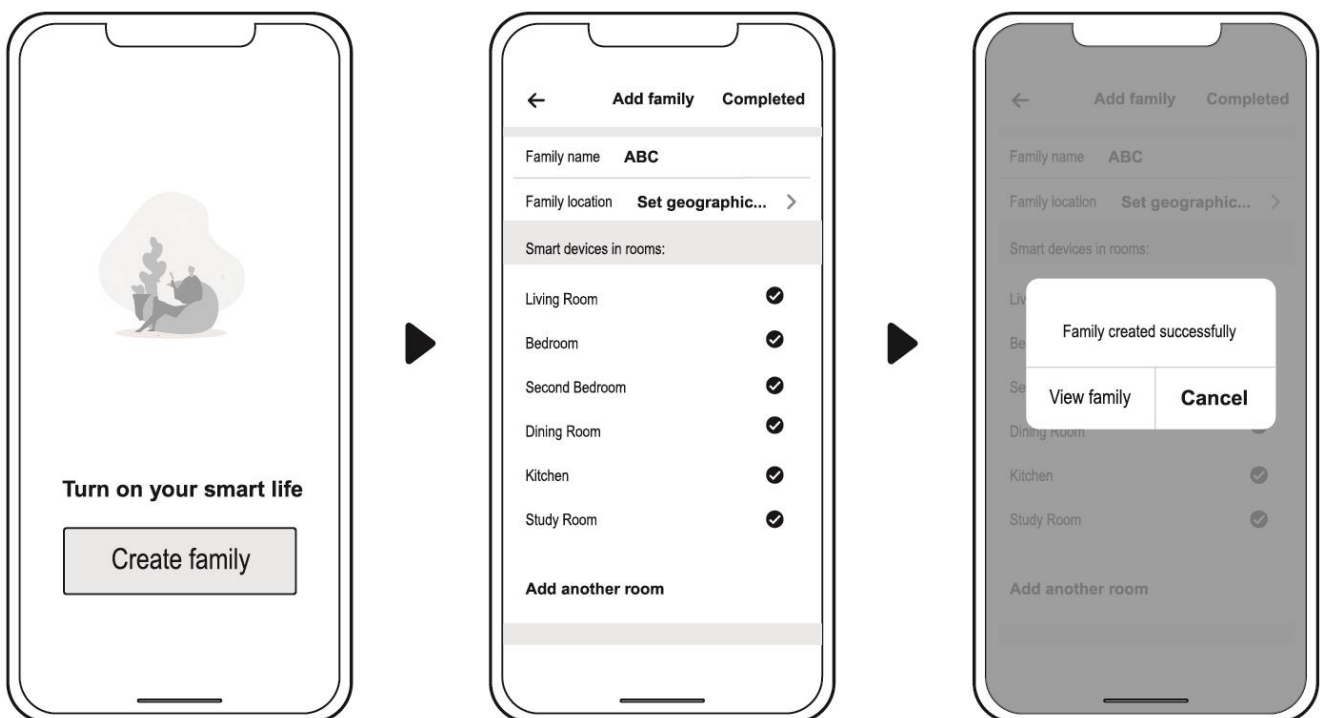 Turn on your smart life
Create family
Add family Completed
Family name ABC
Family location Set geographic...
Smart devices in rooms:
Living Room
Bedroom
Second Bedroom
Dining Room
Kitchen
Study Room
Add another room
Add family Completed
Family name ABC
Family location Set geographic...
Smart devices in rooms:
Liv
Be
Se
Family created successfully
View family Cancel
Dining Room
Kitchen
Study Room
Add another room